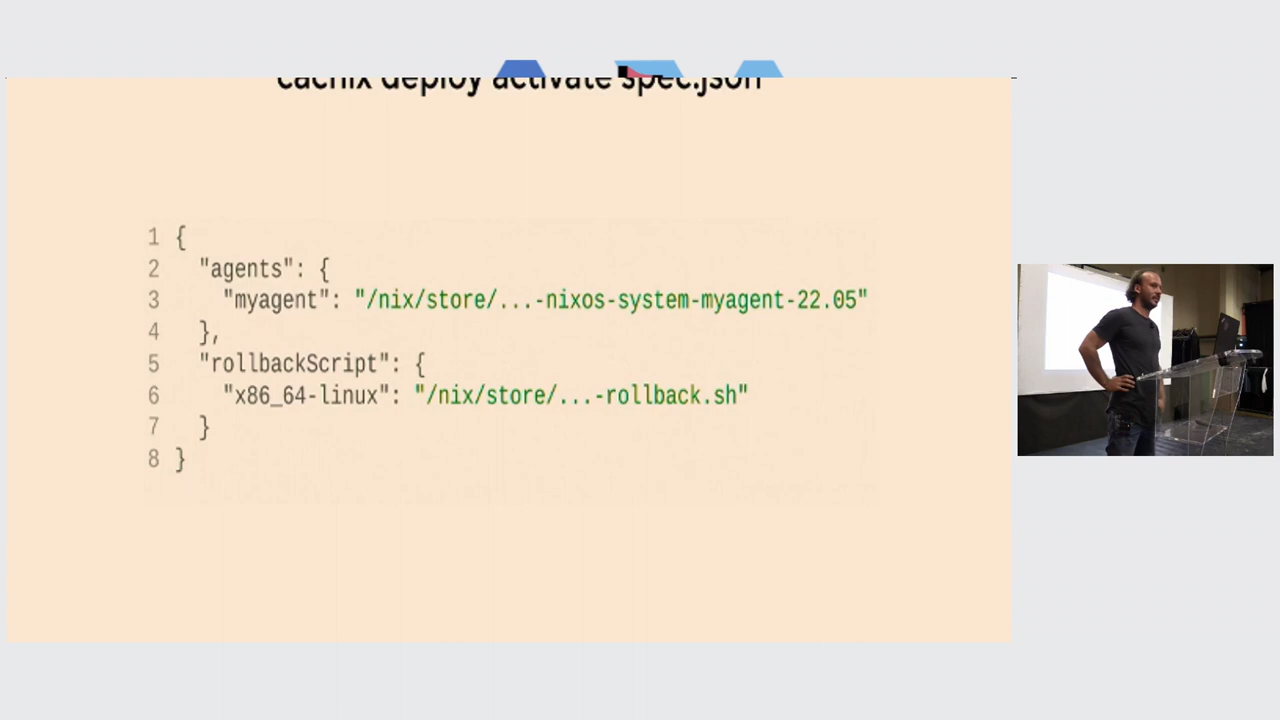 cachix deploy activate spec.json
1 {
2   "agents": {
3     "myagent": "/nix/store/...-nixos-system-myagent-22.05"
4   },
5   "rollbackScript": {
6     "x86_64-linux": "/nix/store/...-rollback.sh"
7   }
8 }